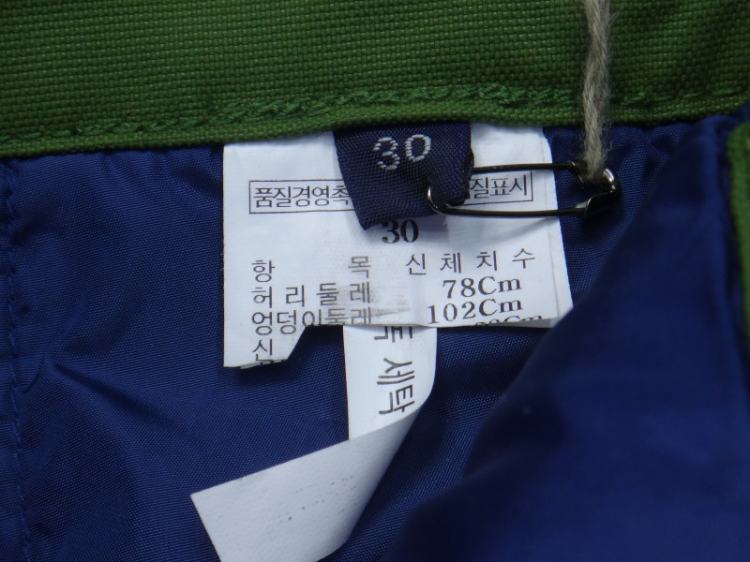 30
품질경영촉 질표시
30
항 목 신체치수
허리둘레 78Cm
엉덩이둘레 102Cm
신
세탁